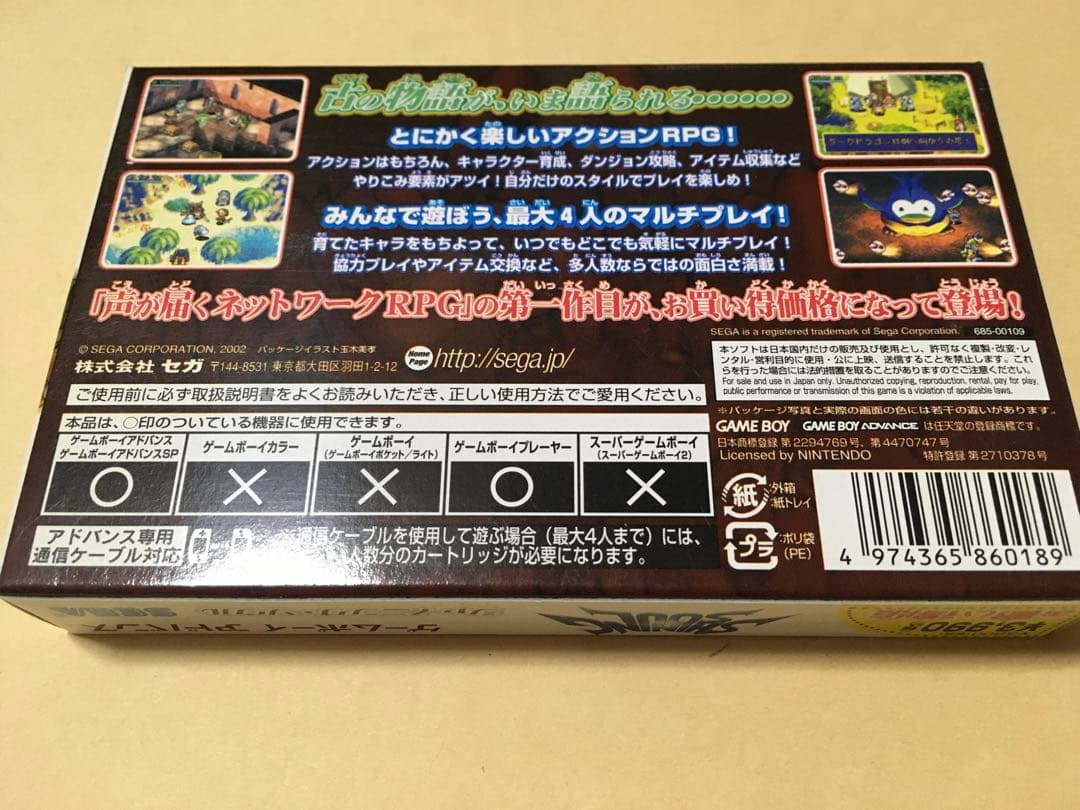 古の物語が、いま語られる……
とにかく楽しいアクションRPG!
アクションはもちろん、キャラクター育成、ダンジョン攻略、アイテム収集など
やりこみ要素がアツイ!自分だけのスタイルでプレイを楽しめ!
みんなで遊ぼう、最大4人のマルチプレイ!
育てたキャラをもちよって、いつでもどこでも気軽にマルチプレイ!
協力プレイやアイテム交換など、多人数ならではの面白さ満載!
「声が届くネットワークRPG」の第一作目が、お買い得価格になって登場!
SEGA is a registered trademark of Sega Corporation. 685-00109
© SEGA CORPORATION, 2002 パッケージイラスト玉木美孝
株式会社 セガ 〒144-8531 東京都大田区羽田1-2-12
Home Page http://sega.jp/
本ソフトは日本国内だけの販売及び使用とし、許可なく複製・改変・レ
ンタル・営利目的に使用・公に上映、送信することを禁止します。これ
らを行った場合には法的措置を取ることがありますのでご注意ください。
For sale and use in Japan only. Unauthorized copying, reproduction, rental, pay for play,
public performance or transmission of this game is a violation of applicable laws.
ご使用前に必ず取扱説明書をよくお読みいただき、正しい使用方法でご愛用ください。
※パッケージ写真と実際の画面の色には若干の違いがあります。
GAME BOY GAME BOY ADVANCE は任天堂の登録商標です。
日本商標登録 第2294769号、第4470747号
Licensed by NINTENDO 特許登録 第2710378号
本品は、○印のついている機器に使用できます。
ゲームボーイアドバンス
ゲームボーイアドバンスSP
○
ゲームボーイカラー
×
ゲームボーイ
(ゲームボーイポケット/ライト)
×
ゲームボーイプレーヤー
○
スーパーゲームボーイ
(スーパーゲームボーイ2)
×
アドバンス専用
通信ケーブル対応
※通信ケーブルを使用して遊ぶ場合(最大4人まで)には、
人数分のカートリッジが必要になります。
紙
:外箱
:紙トレイ
プラ
:ポリ袋
(PE)
4 974365 860189
ゲームボーイ アドバンス
SHINING SOUL
シャイニング・ソウル
SEGA
¥3,990